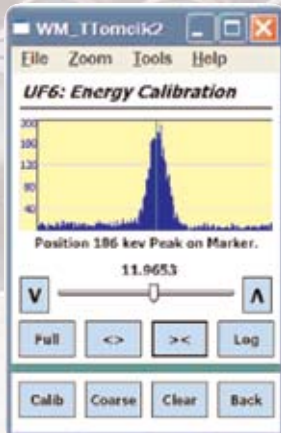 WM_TTomcik2
File Zoom Tools Help
UF6: Energy Calibration
200
160
120
80
40
Position 186 kev Peak on Marker.
11.9653
V Λ
Full <> >< Log
Calib Coarse Clear Back